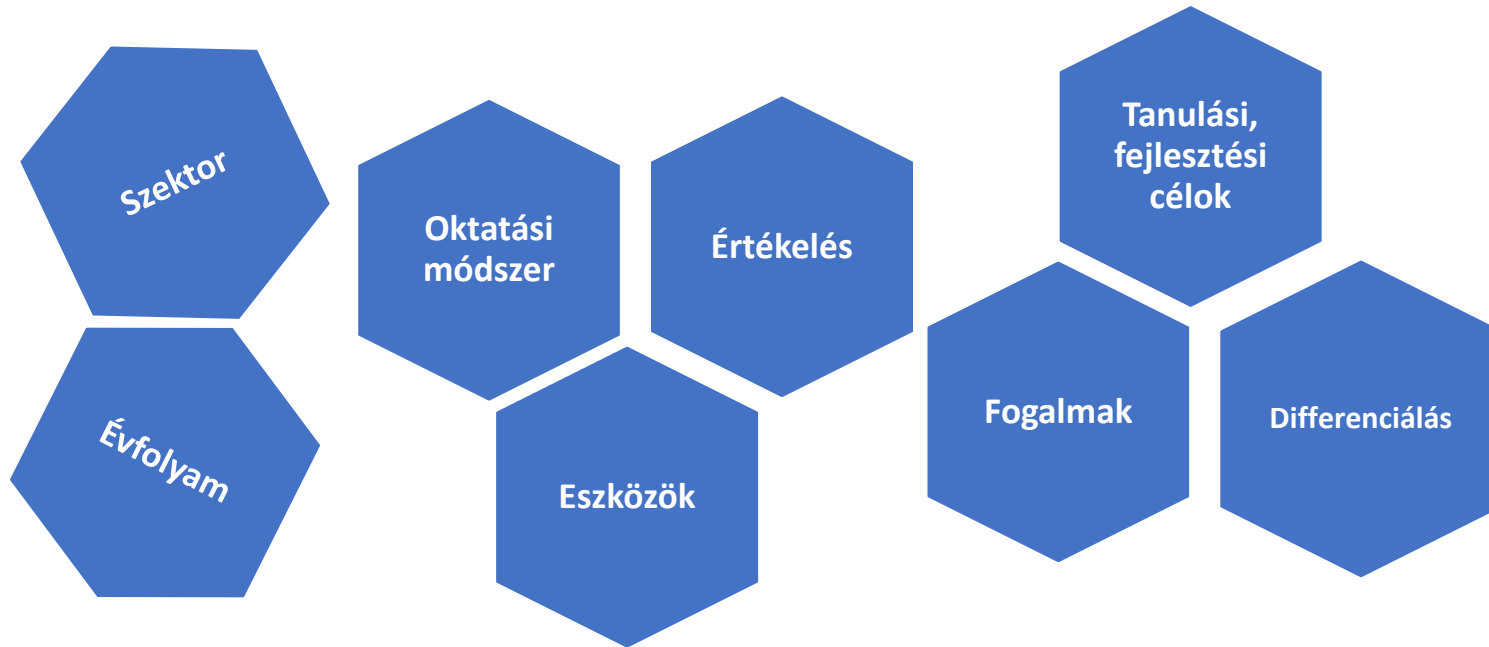 Szektor
Évfolyam
Oktatási
módszer
Értékelés
Eszközök
Tanulási,
fejlesztési
célok
Fogalmak
Differenciálás